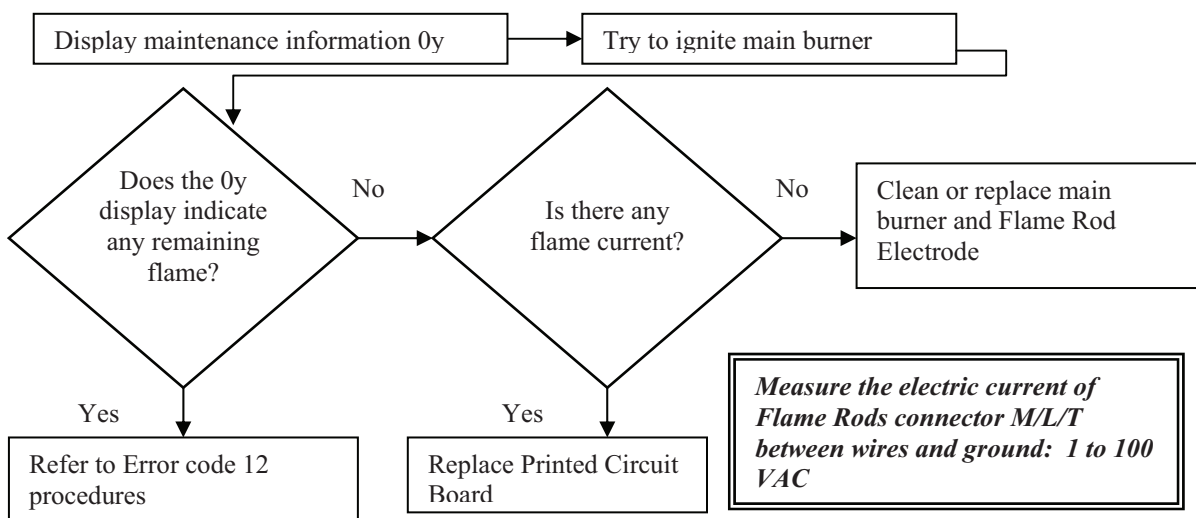 Display maintenance information 0y
Try to ignite main burner
Does the 0y
display indicate
any remaining
flame?
No
Is there any
flame current?
No
Clean or replace main
burner and Flame Rod
Electrode
Yes
Refer to Error code 12
procedures
Yes
Replace Printed Circuit
Board
Measure the electric current of
Flame Rods connector M/L/T
between wires and ground:  1 to 100
VAC